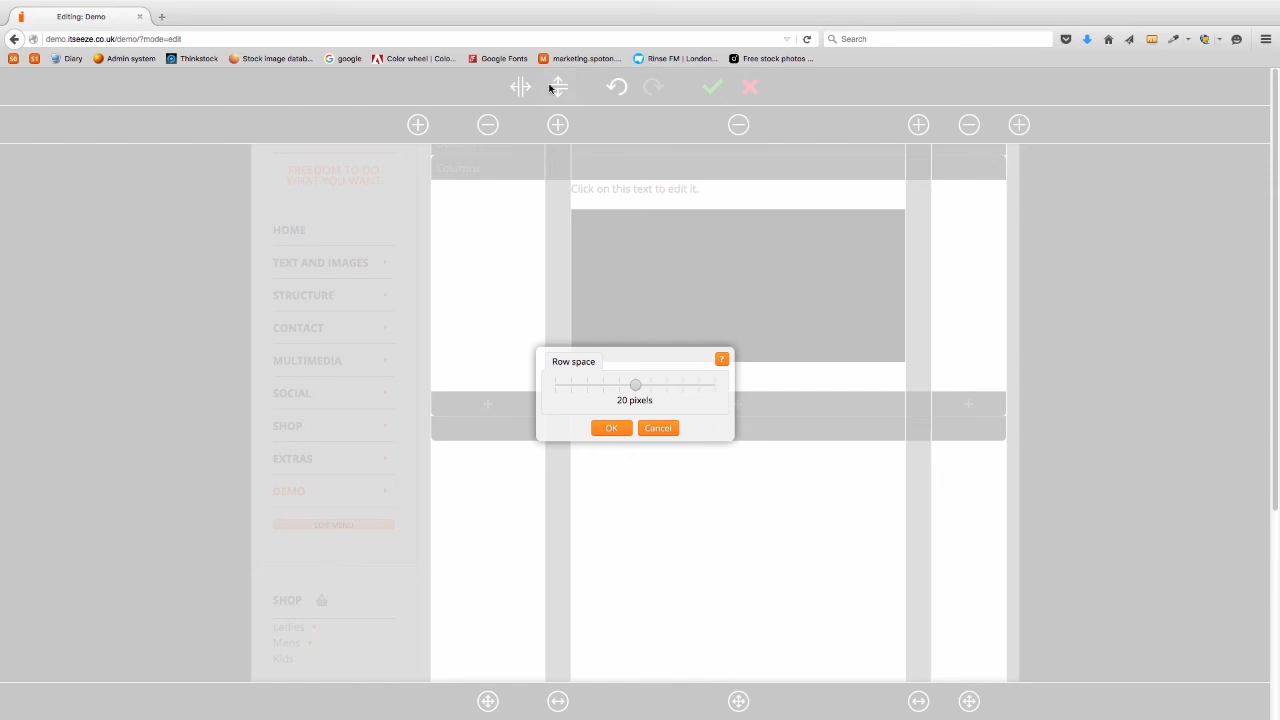 Editing: Demo
demo.itseeze.co.uk/demo/?mode=edit
Search
Diary
Admin system
Thinkstock
Stock image datab...
google
Color wheel | Colo...
Google Fonts
marketing.spoton....
Rinse FM | London...
Free stock photos ...
FREEDOM TO DO
WHAT YOU WANT
Columns
Click on this text to edit it.
HOME
TEXT AND IMAGES
STRUCTURE
CONTACT
MULTIMEDIA
SOCIAL
SHOP
EXTRAS
DEMO
EDIT MENU
SHOP
Ladies
Mens
Kids
Row space
?
20 pixels
OK
Cancel